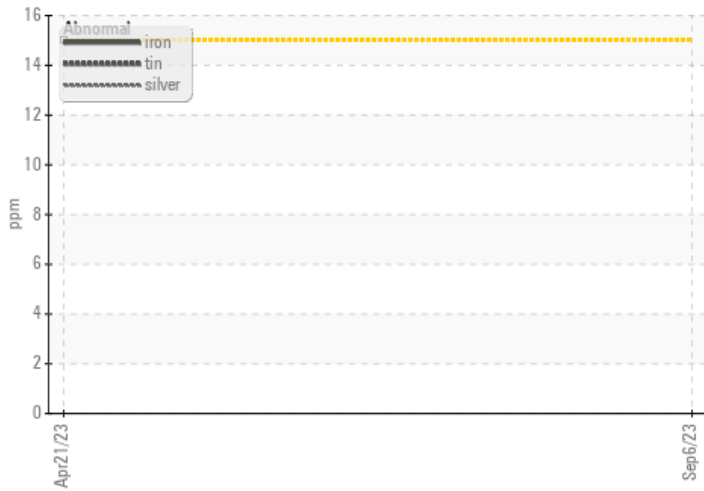 16
14
12
10
8
6
4
2
0
ppm
Abnormal
iron
tin
silver
Apr21/23
Sep6/23